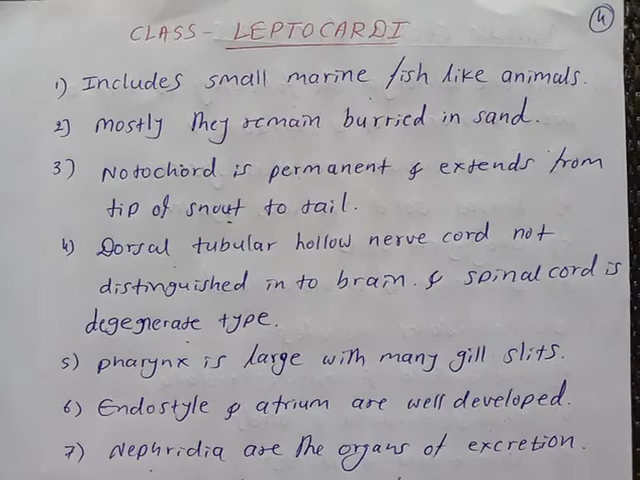 4
CLASS - LEPTOCARDI
1) Includes small marine fish like animals.
2) Mostly they remain burried in sand.
3) Notochord is permanent & extends from
tip of snout to tail.
4) Dorsal tubular hollow nerve cord not
distinguished in to brain. & spinal cord is
degenerate type.
5) pharynx is large with many gill slits.
6) Endostyle & atrium are well developed.
7) Nephridia are the organs of excretion.